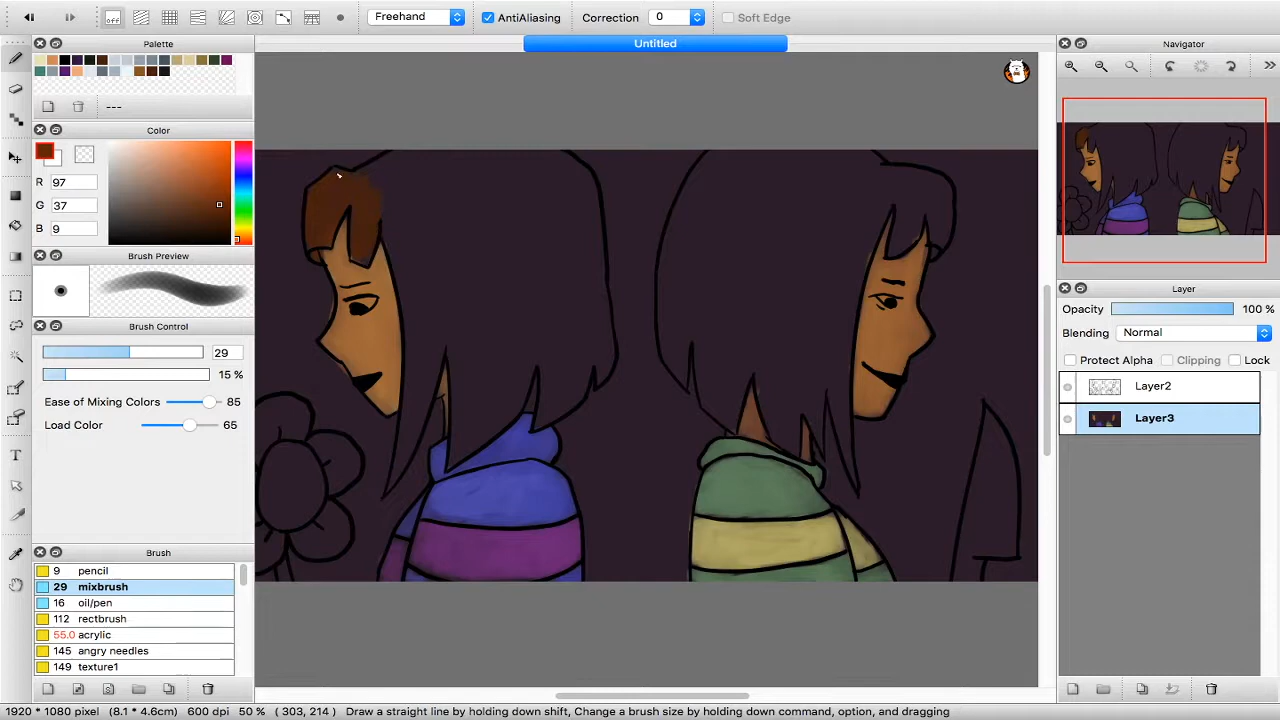 off
Freehand
AntiAliasing
Correction
0
Soft Edge
Palette
Untitled
Navigator
---
Color
R 97
G 37
B 9
Brush Preview
Brush Control
29
15 %
Ease of Mixing Colors 85
Load Color 65
Layer
Opacity 100 %
Blending Normal
Protect Alpha Clipping Lock
Layer2
Layer3
Brush
9 pencil
29 mixbrush
16 oil/pen
112 rectbrush
55.0 acrylic
145 angry needles
149 texture1
1920 * 1080 pixel (8.1 * 4.6cm) 600 dpi 50 % ( 303, 214 ) Draw a straight line by holding down shift, Change a brush size by holding down command, option, and dragging